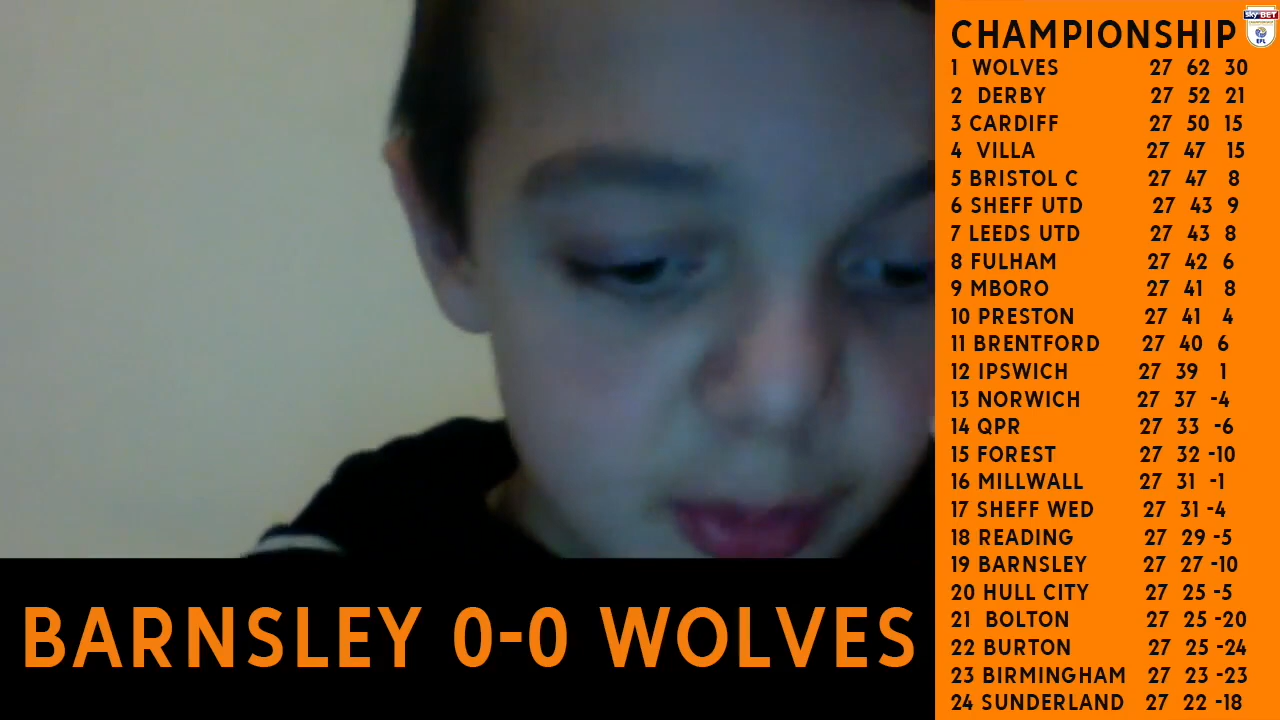 CHAMPIONSHIP
sky BET
EFL
1 WOLVES 27 62 30
2 DERBY 27 52 21
3 CARDIFF 27 50 15
4 VILLA 27 47 15
5 BRISTOL C 27 47 8
6 SHEFF UTD 27 43 9
7 LEEDS UTD 27 43 8
8 FULHAM 27 42 6
9 MBORO 27 41 8
10 PRESTON 27 41 4
11 BRENTFORD 27 40 6
12 IPSWICH 27 39 1
13 NORWICH 27 37 -4
14 QPR 27 33 -6
15 FOREST 27 32 -10
16 MILLWALL 27 31 -1
17 SHEFF WED 27 31 -4
18 READING 27 29 -5
19 BARNSLEY 27 27 -10
20 HULL CITY 27 25 -5
21 BOLTON 27 25 -20
22 BURTON 27 25 -24
23 BIRMINGHAM 27 23 -23
24 SUNDERLAND 27 22 -18
BARNSLEY 0-0 WOLVES